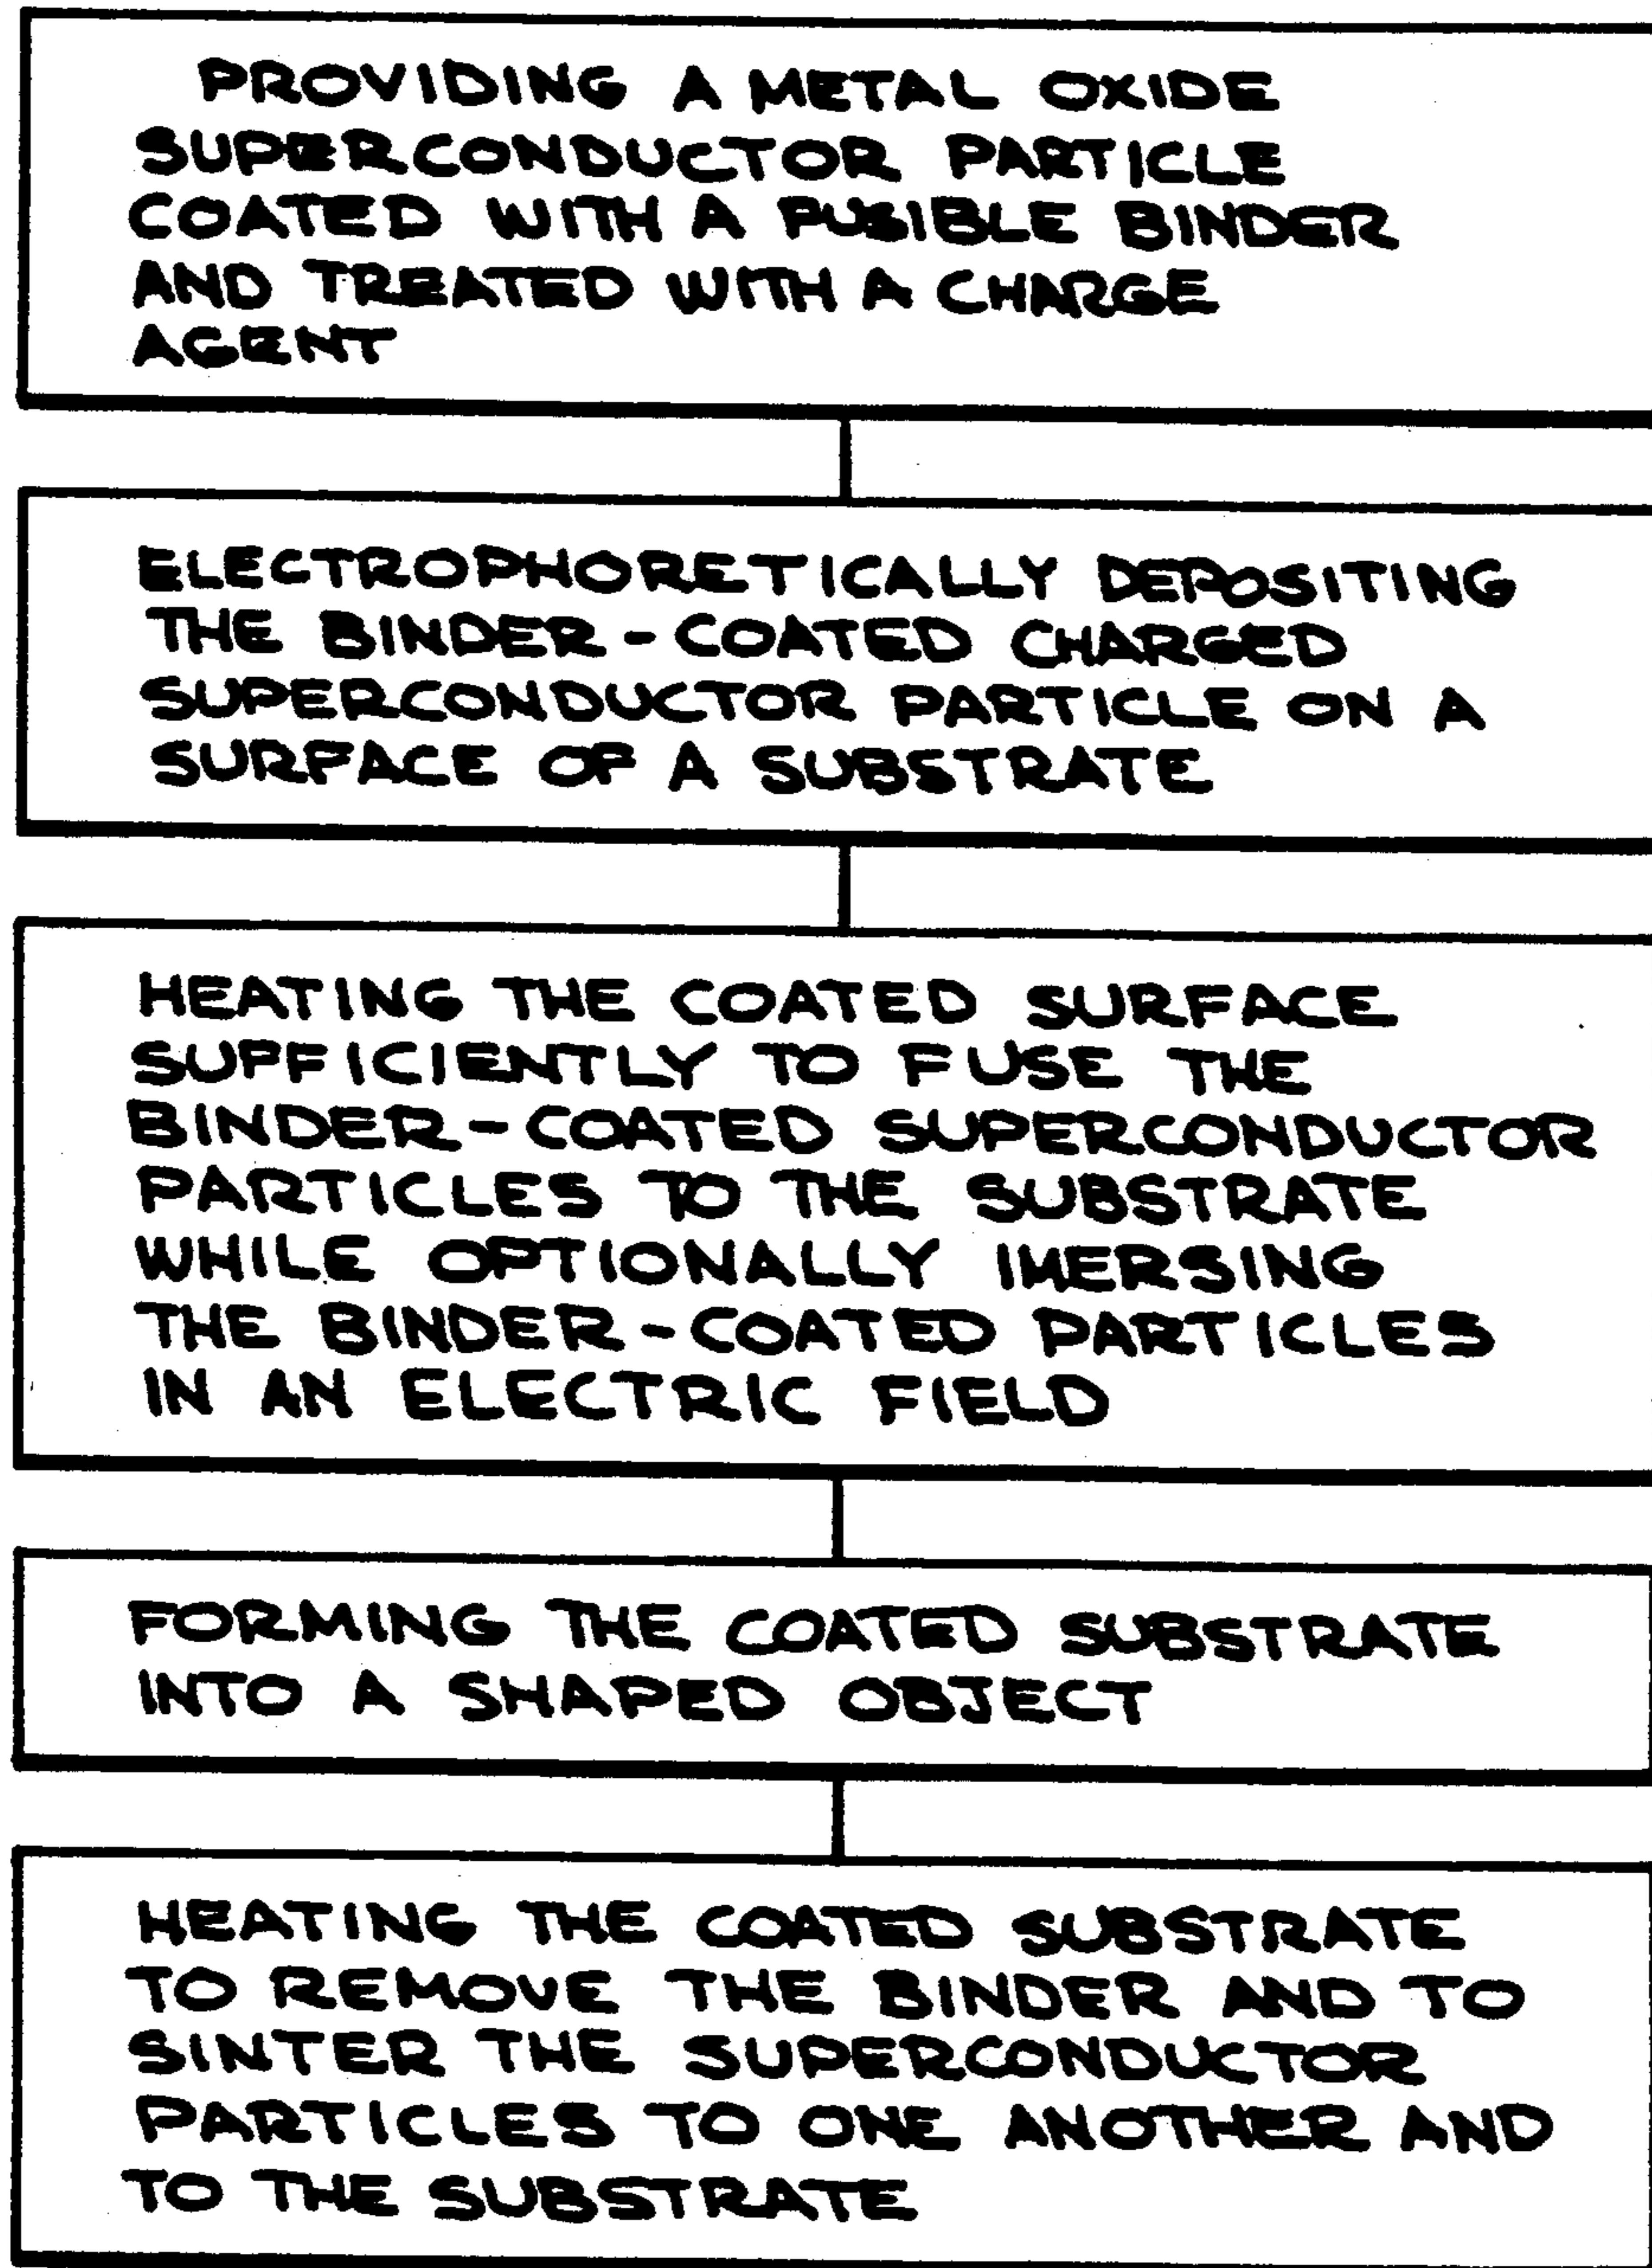 PROVIDING A METAL OXIDE
SUPERCONDUCTOR PARTICLE
COATED WITH A FUSIBLE BINDER
AND TREATED WITH A CHARGE
AGENT
ELECTROPHORETICALLY DEPOSITING
THE BINDER-COATED CHARGED
SUPERCONDUCTOR PARTICLE ON A
SURFACE OF A SUBSTRATE
HEATING THE COATED SURFACE
SUFFICIENTLY TO FUSE THE
BINDER-COATED SUPERCONDUCTOR
PARTICLES TO THE SUBSTRATE
WHILE OPTIONALLY IMERSING
THE BINDER-COATED PARTICLES
IN AN ELECTRIC FIELD
FORMING THE COATED SUBSTRATE
INTO A SHAPED OBJECT
HEATING THE COATED SUBSTRATE
TO REMOVE THE BINDER AND TO
SINTER THE SUPERCONDUCTOR
PARTICLES TO ONE ANOTHER AND
TO THE SUBSTRATE